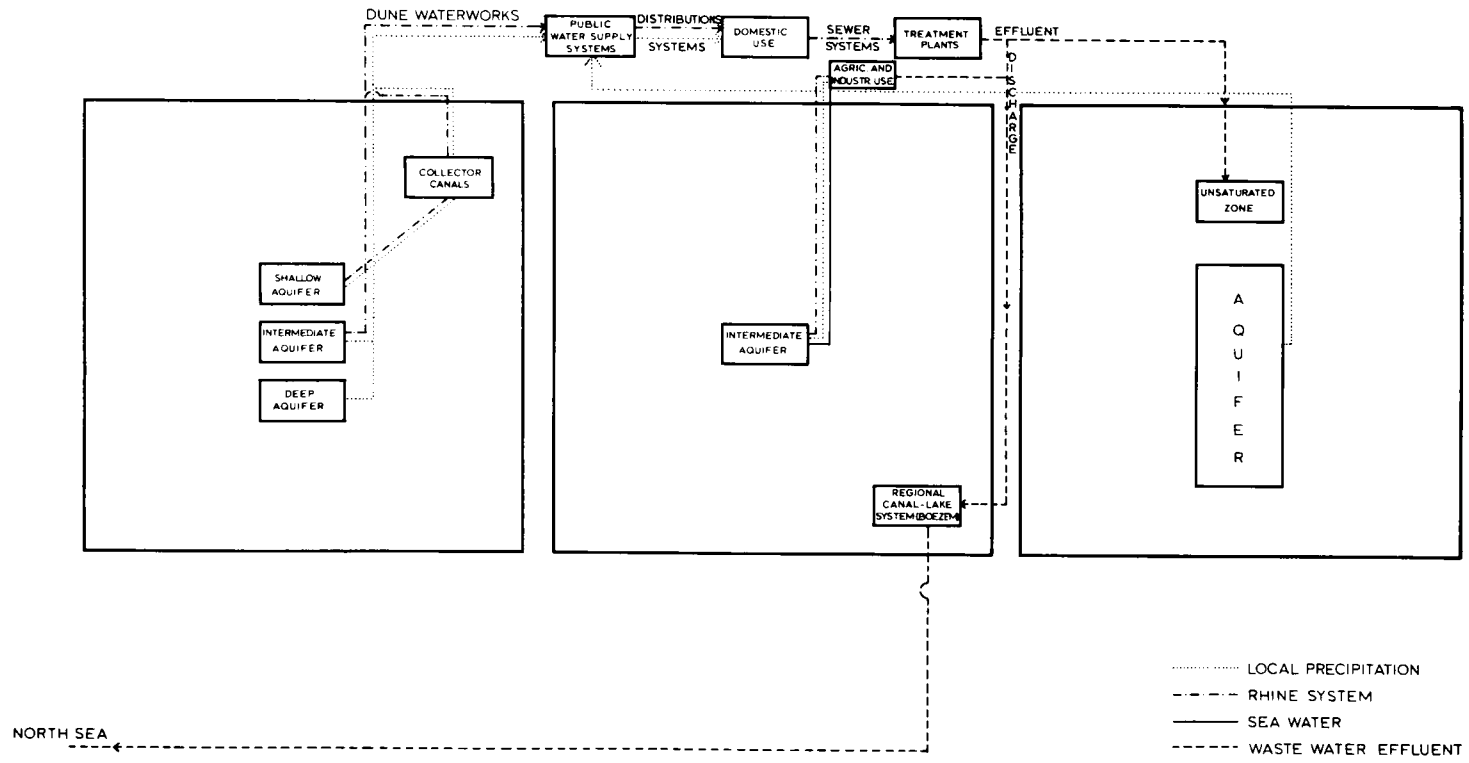 DUNE WATERWORKS
PUBLIC
WATER SUPPLY
SYSTEMS
DISTRIBUTIONS
SYSTEMS
DOMESTIC
USE
SEWER
SYSTEMS
TREATMENT
PLANTS
EFFLUENT
AGRIC AND
INDUSTR USE
DISCHARGE
COLLECTOR
CANALS
SHALLOW
AQUIFER
INTERMEDIATE
AQUIFER
DEEP
AQUIFER
INTERMEDIATE
AQUIFER
REGIONAL
CANAL-LAKE
SYSTEM(BOEZEM)
UNSATURATED
ZONE
AQUIFER
NORTH SEA
LOCAL PRECIPITATION
RHINE SYSTEM
SEA WATER
WASTE WATER EFFLUENT